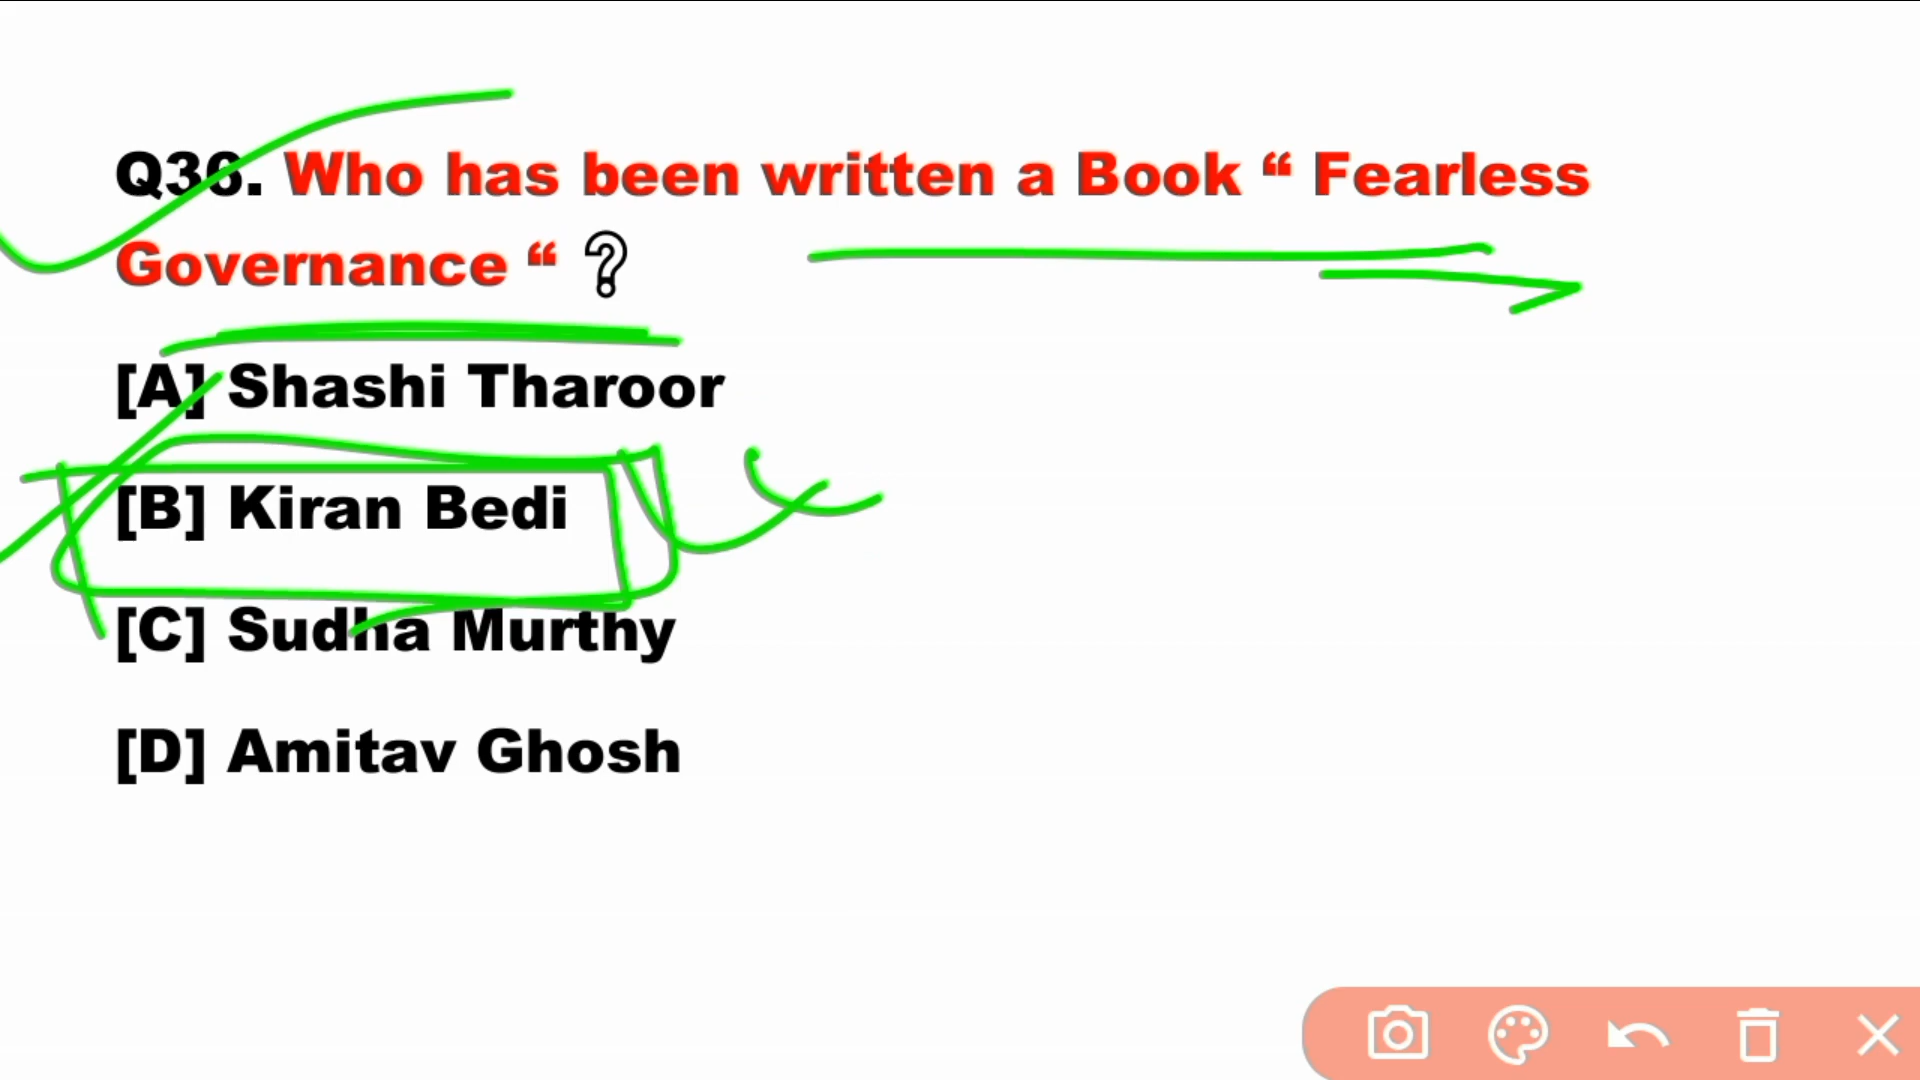 Q36. Who has been written a Book “ Fearless
Governance “ ?
[A] Shashi Tharoor
[B] Kiran Bedi
[C] Sudha Murthy
[D] Amitav Ghosh